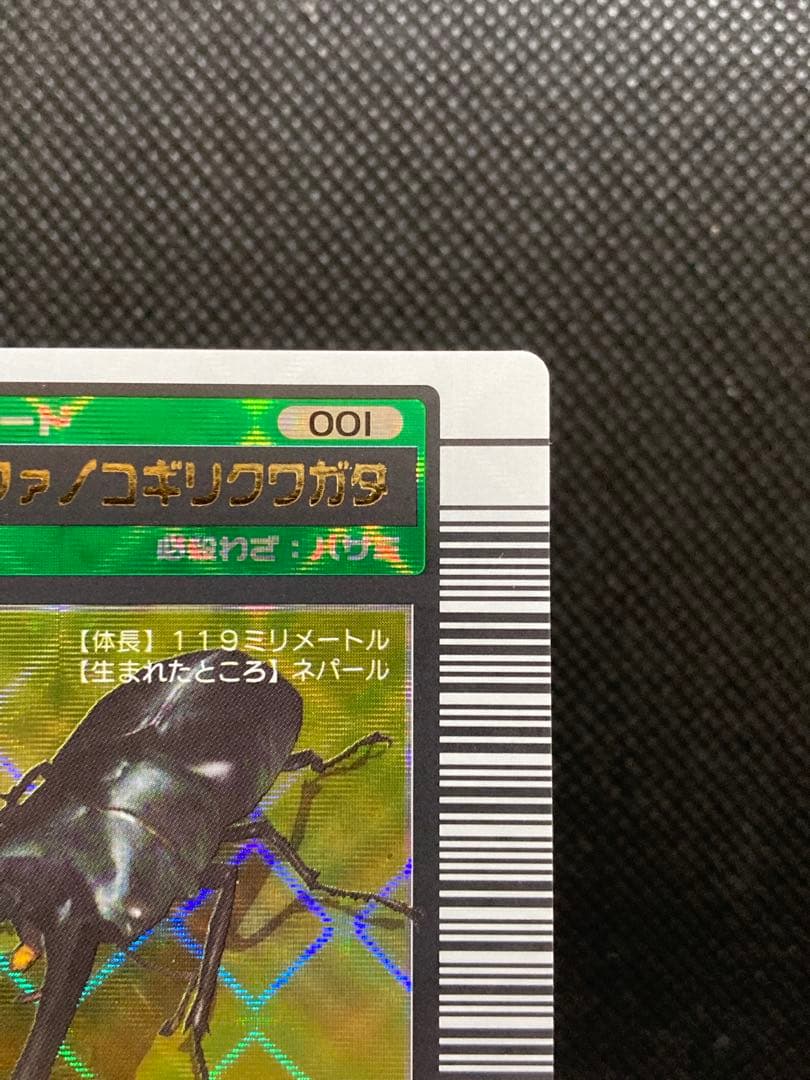 ード
001
ファノコギリクワガタ
必殺わざ：ハサミ
【体長】119ミリメートル
【生まれたところ】ネパール